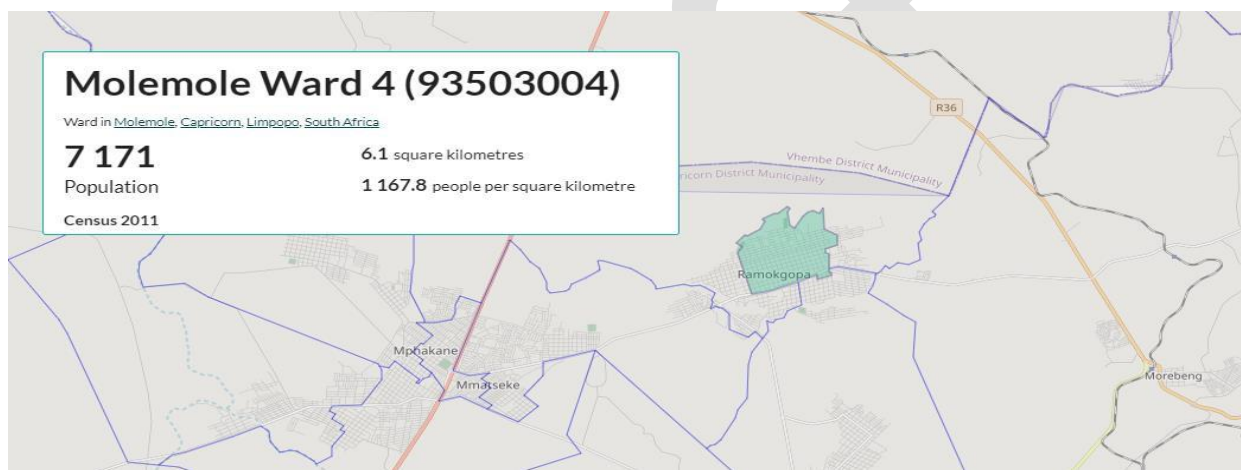 Molemole Ward 4 (93503004)
Ward in Molemole, Capricorn, Limpopo, South Africa
7 171
Population
6.1 square kilometres
1 167.8 people per square kilometre
Census 2011
R36
Vhembe District Municipality
ricorn District Municipality
Ramokgopa
Mphakane
Mmatseke
Morebeng